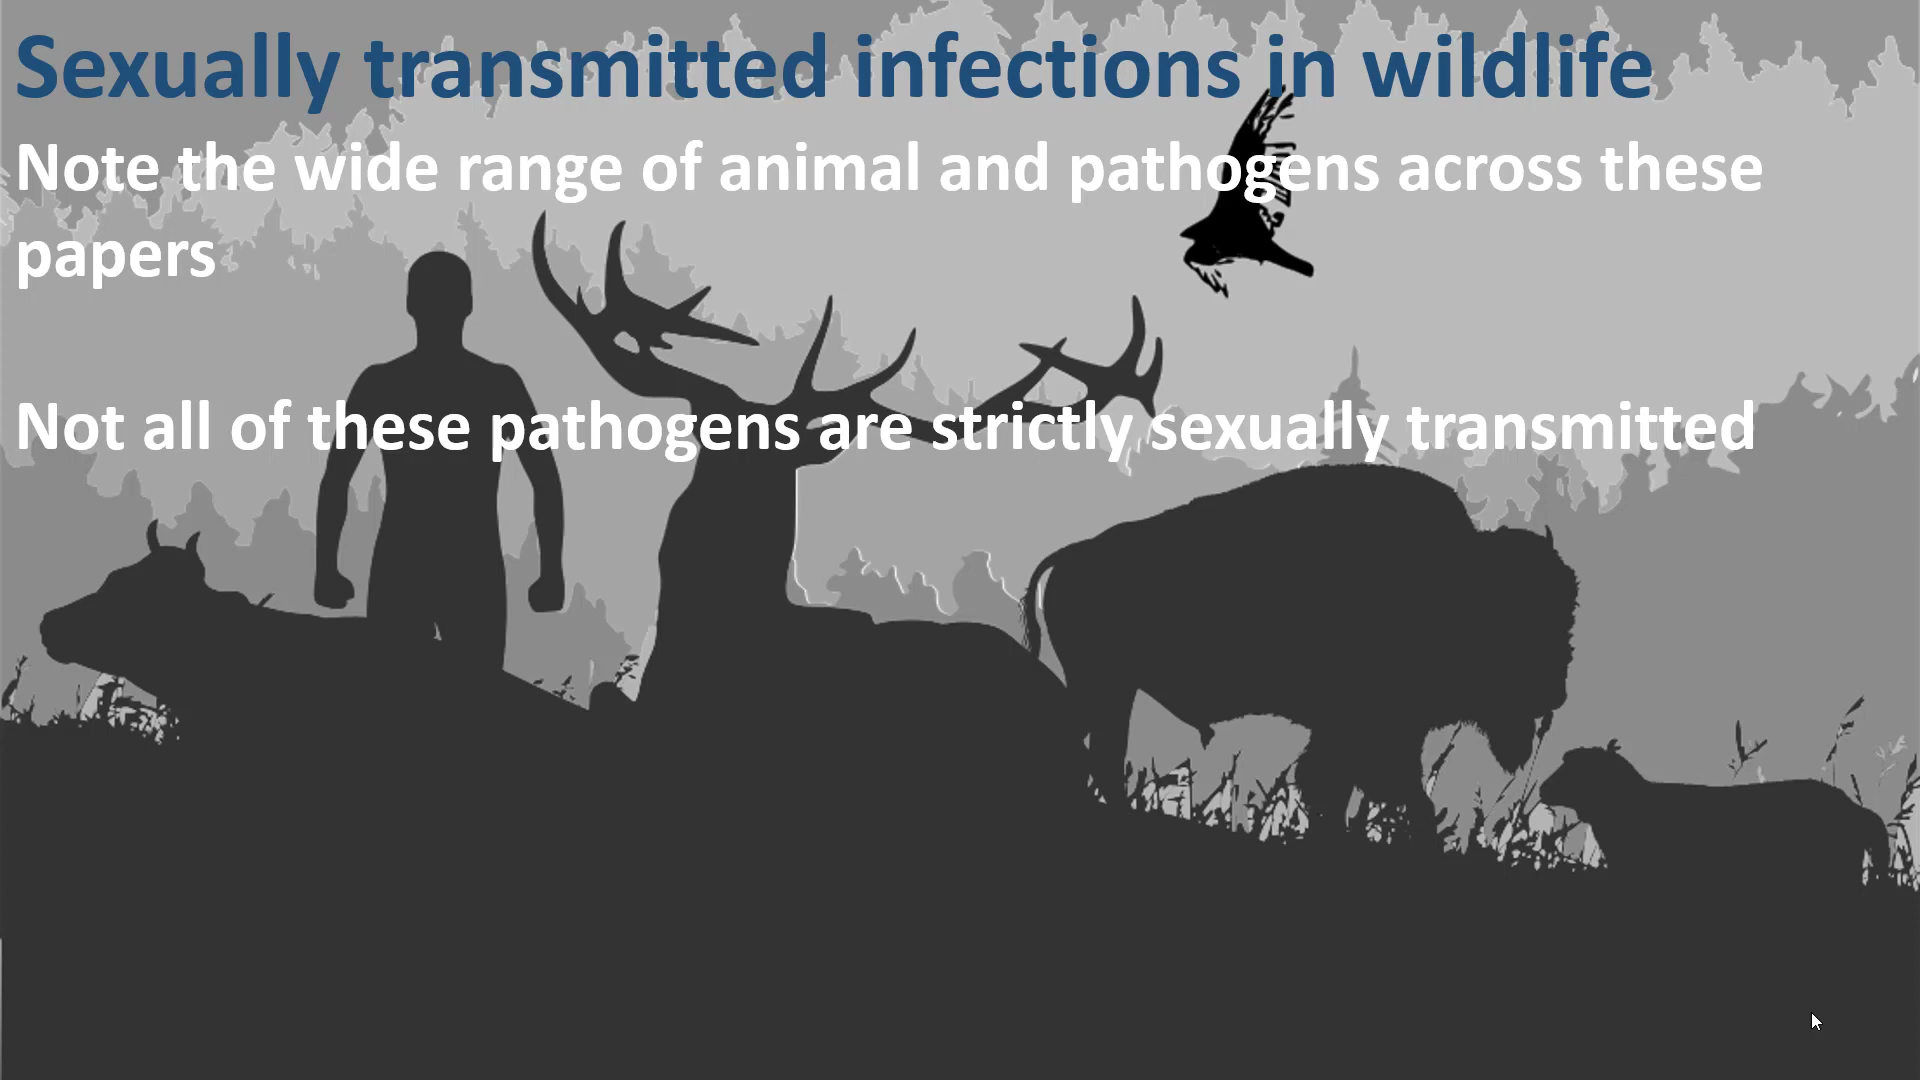 Sexually transmitted infections in wildlife
Note the wide range of animal and pathogens across these
papers
Not all of these pathogens are strictly sexually transmitted